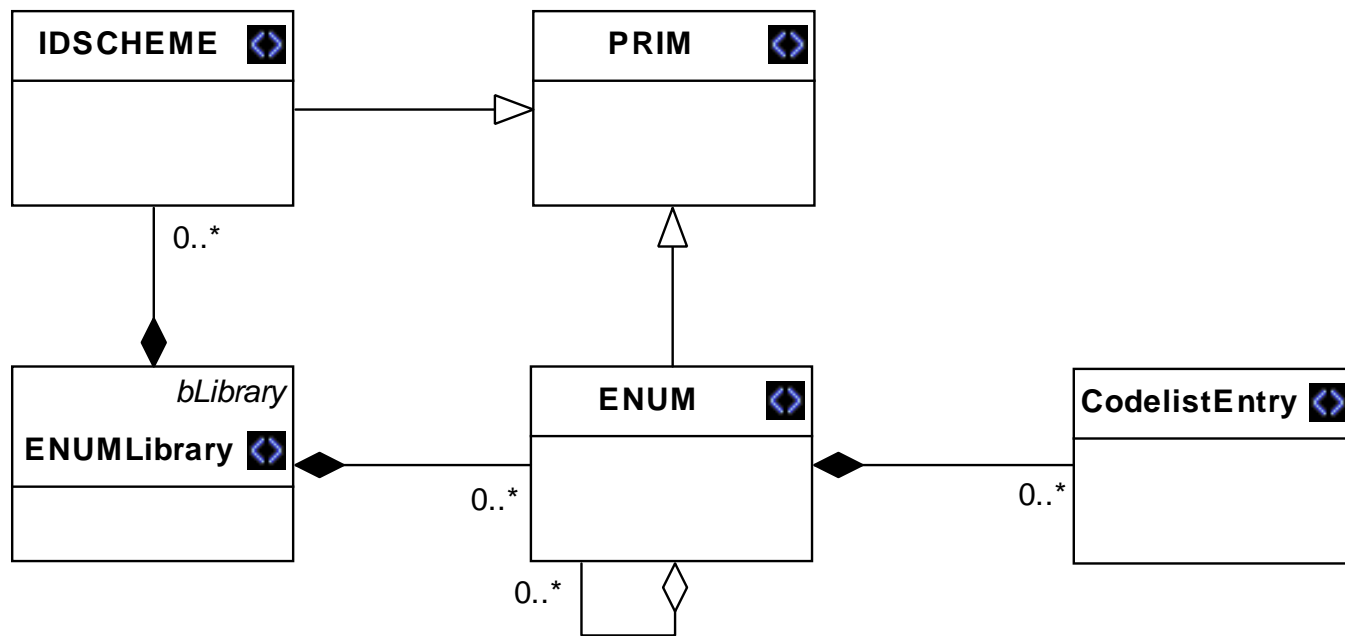 IDSCHEME
PRIM
0..*
bLibrary
ENUMLibrary
ENUM
CodelistEntry
0..*
0..*
0..*